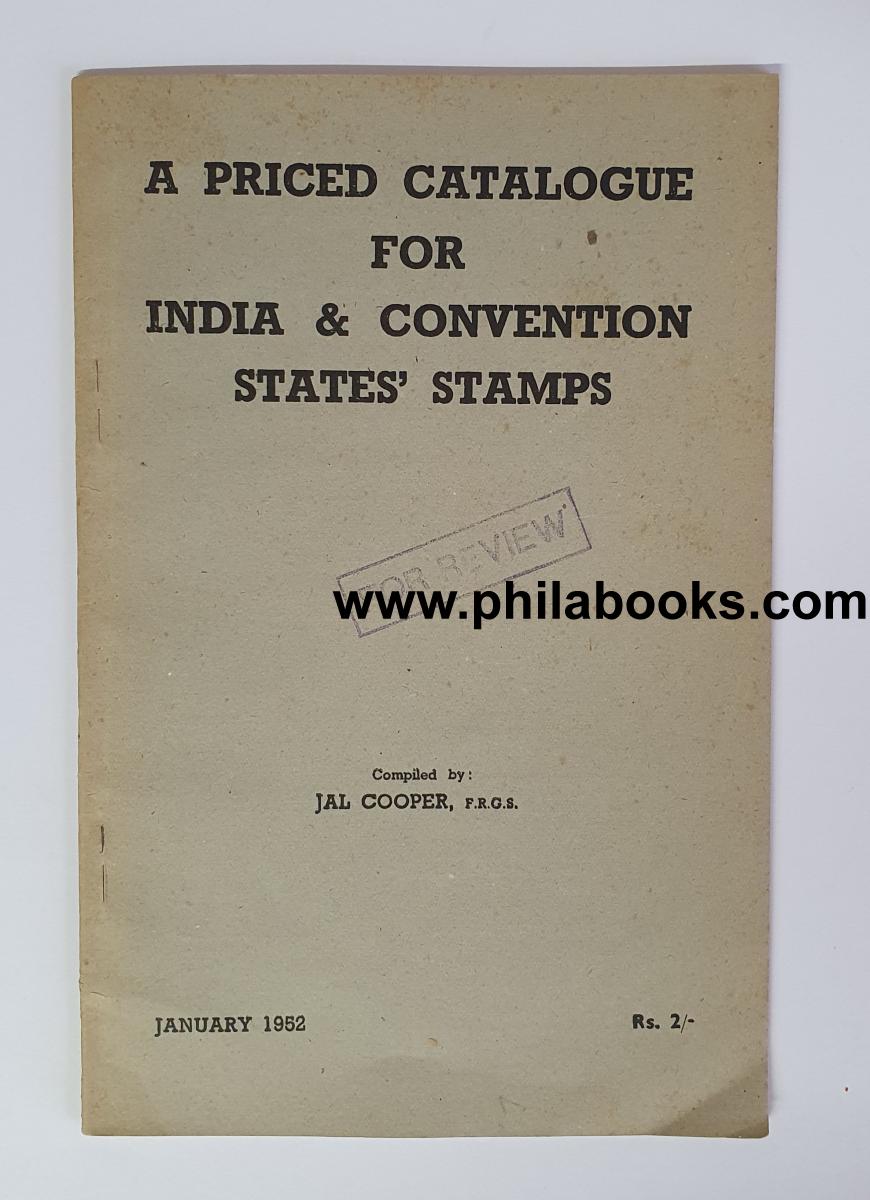 A PRICED CATALOGUE
FOR
INDIA & CONVENTION
STATES' STAMPS
FOR REVIEW
www.philabooks.com
Compiled by:
JAL COOPER, F.R.G.S.
JANUARY 1952
Rs. 2/-